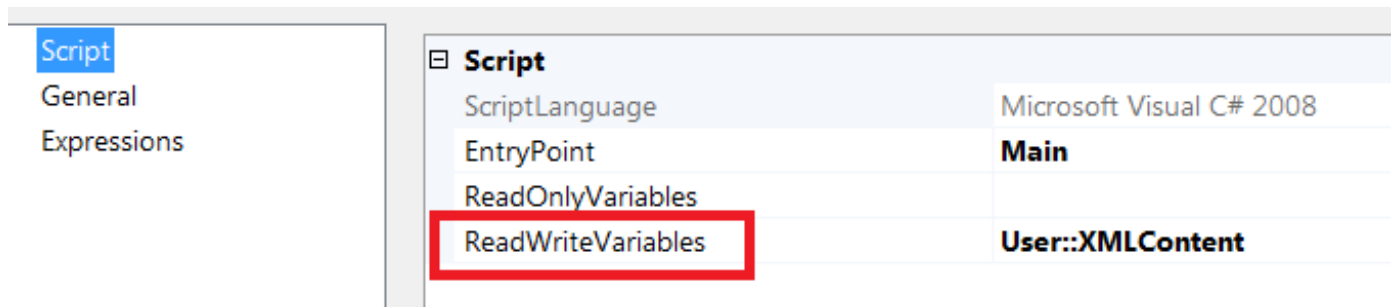 Script
General
Expressions
Script
ScriptLanguage Microsoft Visual C# 2008
EntryPoint Main
ReadOnlyVariables
ReadWriteVariables User::XMLContent